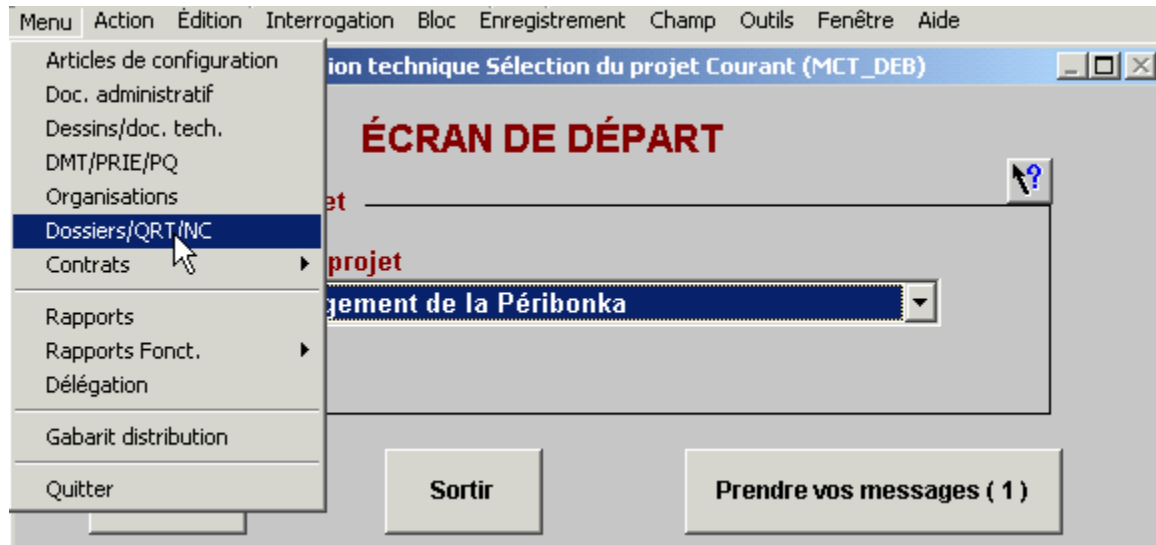 Menu Action Édition Interrogation Bloc Enregistrement Champ Outils Fenêtre Aide
ion technique Sélection du projet Courant (MCT_DEB)
Articles de configuration
Doc. administratif
Dessins/doc. tech.
DMT/PRIE/PQ
Organisations
Dossiers/QRT/NC
Contrats
Rapports
Rapports Fonct.
Délégation
Gabarit distribution
Quitter
ÉCRAN DE DÉPART
et
projet
gement de la Péribonka
Sortir
Prendre vos messages ( 1 )